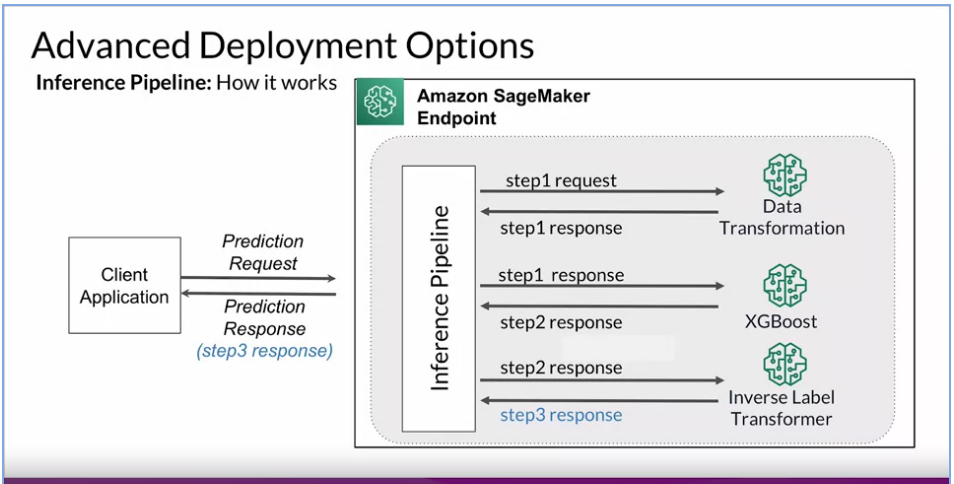 Advanced Deployment Options
Inference Pipeline: How it works
Amazon SageMaker
Endpoint
Client
Application
Prediction
Request
Prediction
Response
(step3 response)
Inference Pipeline
step1 request
step1 response
Data
Transformation
step1 response
step2 response
XGBoost
step2 response
step3 response
Inverse Label
Transformer